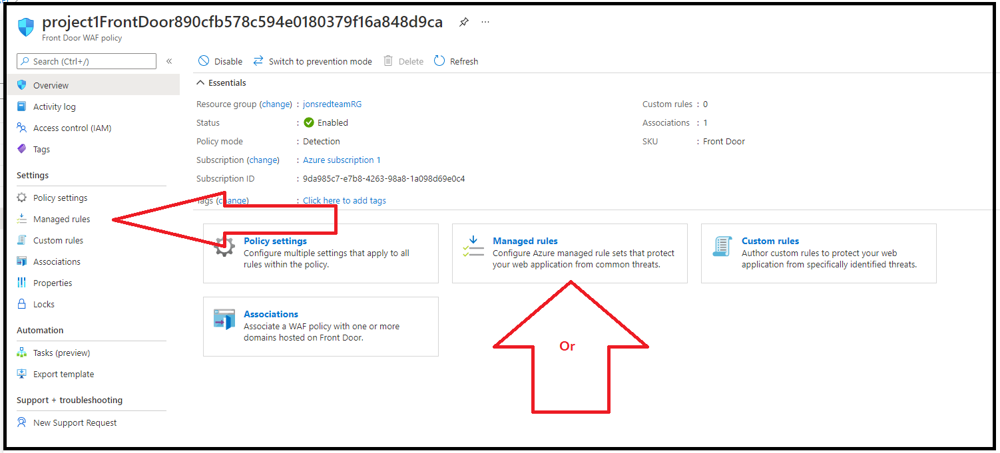 project1FrontDoor890cfb578c594e0180379f16a848d9ca ...
Front Door WAF policy
Search (Ctrl+/) «
Disable Switch to prevention mode Delete Refresh
Overview
Activity log
Access control (IAM)
Tags
Settings
Policy settings
Managed rules
Custom rules
Associations
Properties
Locks
Automation
Tasks (preview)
Export template
Support + troubleshooting
New Support Request
Essentials
Resource group (change) : jonsredteamRG
Status : Enabled
Policy mode : Detection
Subscription (change) : Azure subscription 1
Subscription ID : 9da985c7-e7b8-4263-98a8-1a098d69e0c4
Tags (change) : Click here to add tags
Custom rules : 0
Associations : 1
SKU : Front Door
Policy settings
Configure multiple settings that apply to all
rules within the policy.
Managed rules
Configure Azure managed rule sets that protect
your web application from common threats.
Custom rules
Author custom rules to protect your web
application from specifically identified threats.
Associations
Associate a WAF policy with one or more
domains hosted on Front Door.
Or